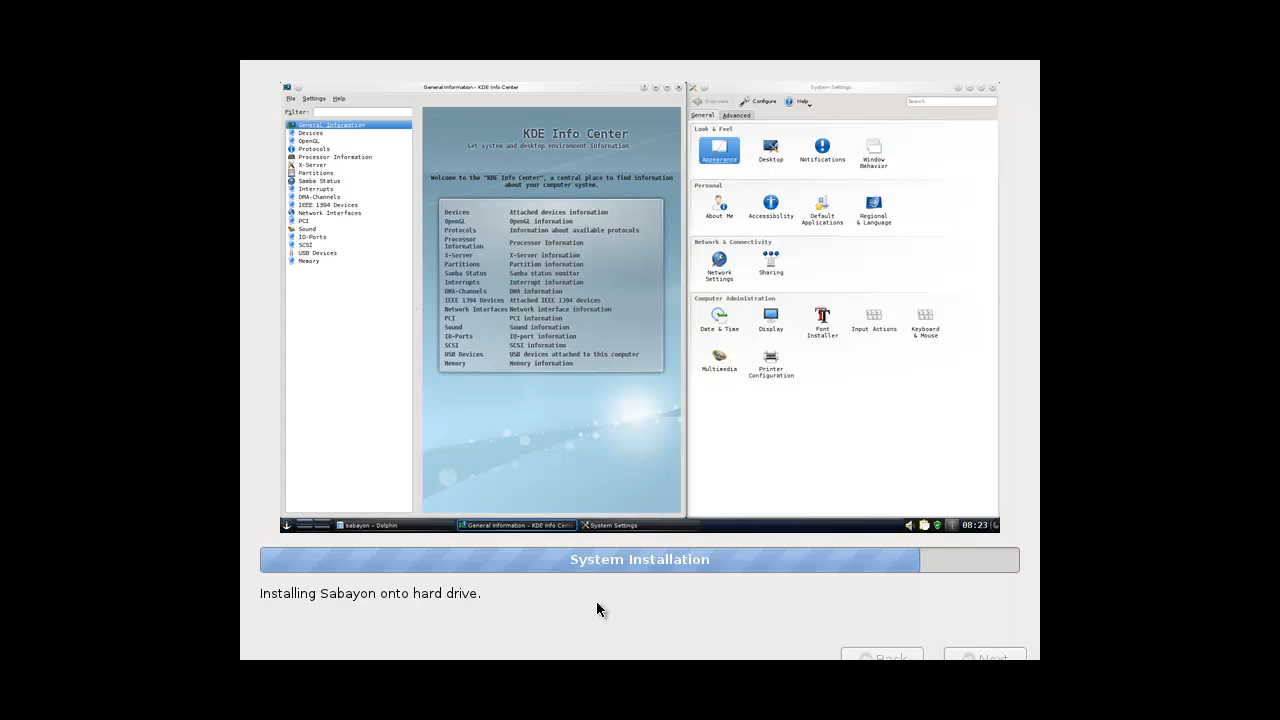 General Information - KDE Info Center
File Settings Help
Filter:
General Information
Devices
OpenGL
Protocols
Processor Information
X-Server
Partitions
Samba Status
Interrupts
DMA-Channels
IEEE 1394 Devices
Network Interfaces
PCI
Sound
IO-Ports
SCSI
USB Devices
Memory
KDE Info Center
Get system and desktop environment information
Welcome to the "KDE Info Center", a central place to find information
about your computer system.
Devices Attached devices information
OpenGL OpenGL information
Protocols Information about available protocols
Processor
Information Processor Information
X-Server X-Server information
Partitions Partition information
Samba Status Samba status monitor
Interrupts Interrupt information
DMA-Channels DMA information
IEEE 1394 Devices Attached IEEE 1394 devices
Network Interfaces Network interface information
PCI PCI information
Sound Sound information
IO-Ports IO-port information
SCSI SCSI information
USB Devices USB devices attached to this computer
Memory Memory information
System Settings
Overview Configure Help
Search
General Advanced
Look & Feel
Appearance Desktop Notifications Window
Behavior
Personal
About Me Accessibility Default
Applications Regional
& Language
Network & Connectivity
Network
Settings Sharing
Computer Administration
Date & Time Display Font
Installer Input Actions Keyboard
& Mouse
Multimedia Printer
Configuration
sabayon - Dolphin General Information - KDE Info Cent System Settings 08:23
System Installation
Installing Sabayon onto hard drive.
Back Next